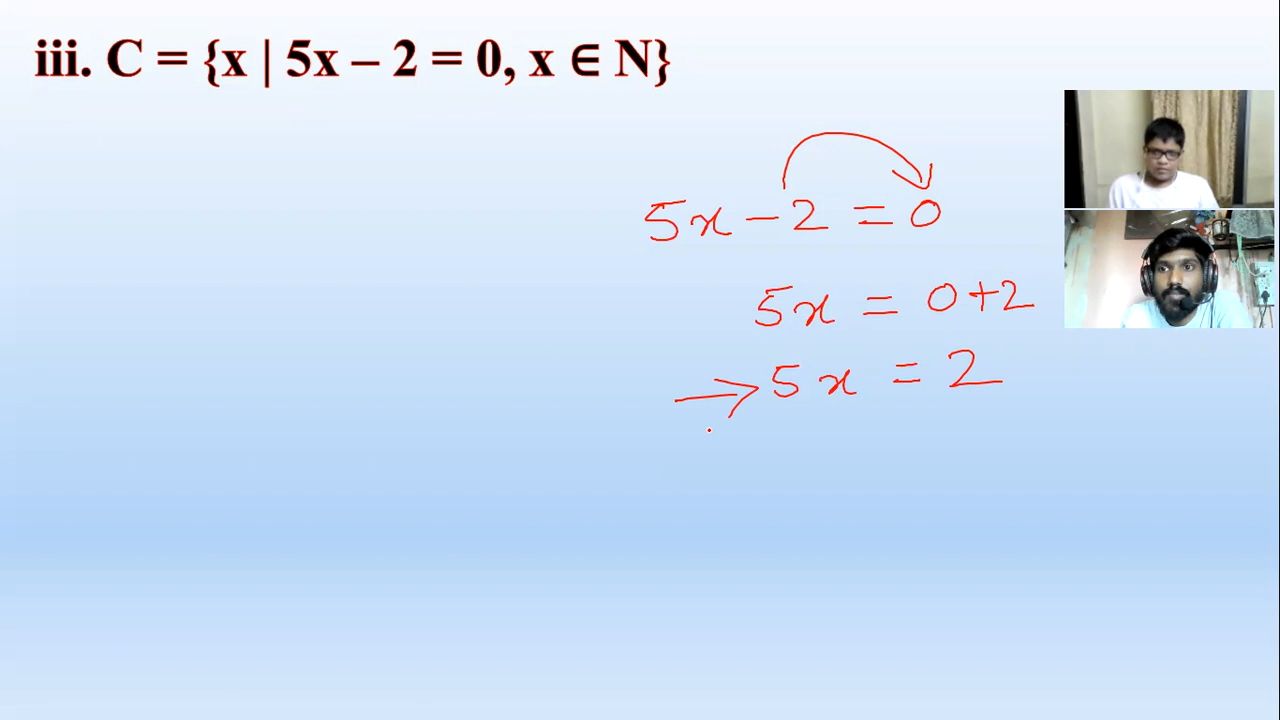 iii. C = {x | 5x – 2 = 0, x ∈ N}
5x - 2 = 0
5x = 0+2
→ 5x = 2